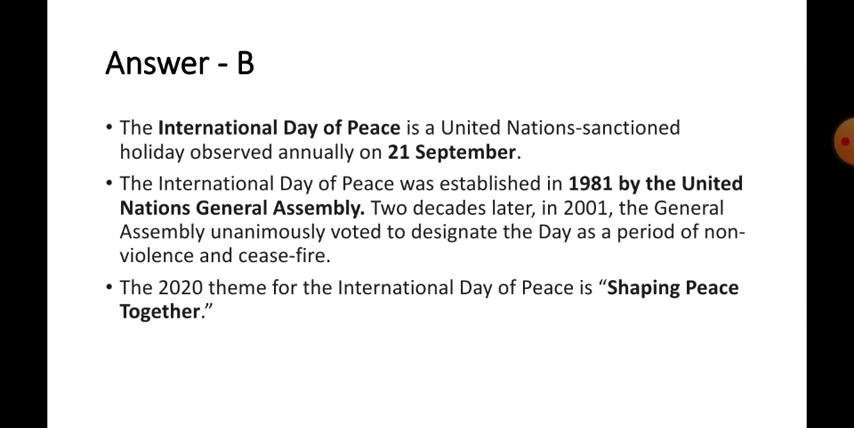 Answer - B
• The International Day of Peace is a United Nations-sanctioned
holiday observed annually on 21 September.
• The International Day of Peace was established in 1981 by the United
Nations General Assembly. Two decades later, in 2001, the General
Assembly unanimously voted to designate the Day as a period of non-
violence and cease-fire.
• The 2020 theme for the International Day of Peace is “Shaping Peace
Together.”